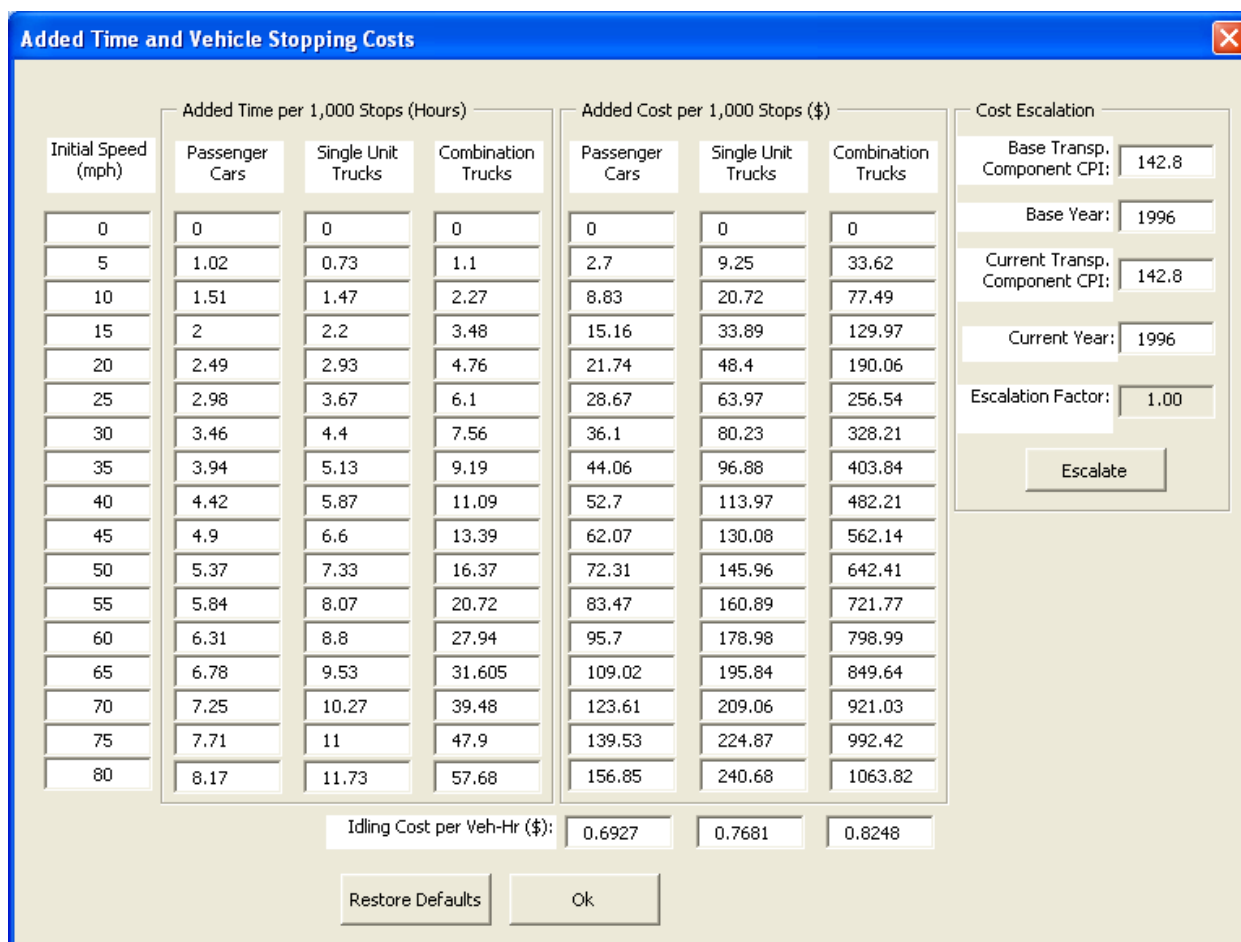 Added Time and Vehicle Stopping Costs
Added Time per 1,000 Stops (Hours) Added Cost per 1,000 Stops ($) Cost Escalation
Initial Speed (mph) Passenger Cars Single Unit Trucks Combination Trucks Passenger Cars Single Unit Trucks Combination Trucks
0 0 0 0 0 0 0
5 1.02 0.73 1.1 2.7 9.25 33.62
10 1.51 1.47 2.27 8.83 20.72 77.49
15 2 2.2 3.48 15.16 33.89 129.97
20 2.49 2.93 4.76 21.74 48.4 190.06
25 2.98 3.67 6.1 28.67 63.97 256.54
30 3.46 4.4 7.56 36.1 80.23 328.21
35 3.94 5.13 9.19 44.06 96.88 403.84
40 4.42 5.87 11.09 52.7 113.97 482.21
45 4.9 6.6 13.39 62.07 130.08 562.14
50 5.37 7.33 16.37 72.31 145.96 642.41
55 5.84 8.07 20.72 83.47 160.89 721.77
60 6.31 8.8 27.94 95.7 178.98 798.99
65 6.78 9.53 31.605 109.02 195.84 849.64
70 7.25 10.27 39.48 123.61 209.06 921.03
75 7.71 11 47.9 139.53 224.87 992.42
80 8.17 11.73 57.68 156.85 240.68 1063.82
Idling Cost per Veh-Hr ($): 0.6927 0.7681 0.8248
Base Transp. Component CPI: 142.8
Base Year: 1996
Current Transp. Component CPI: 142.8
Current Year: 1996
Escalation Factor: 1.00
Escalate
Restore Defaults Ok